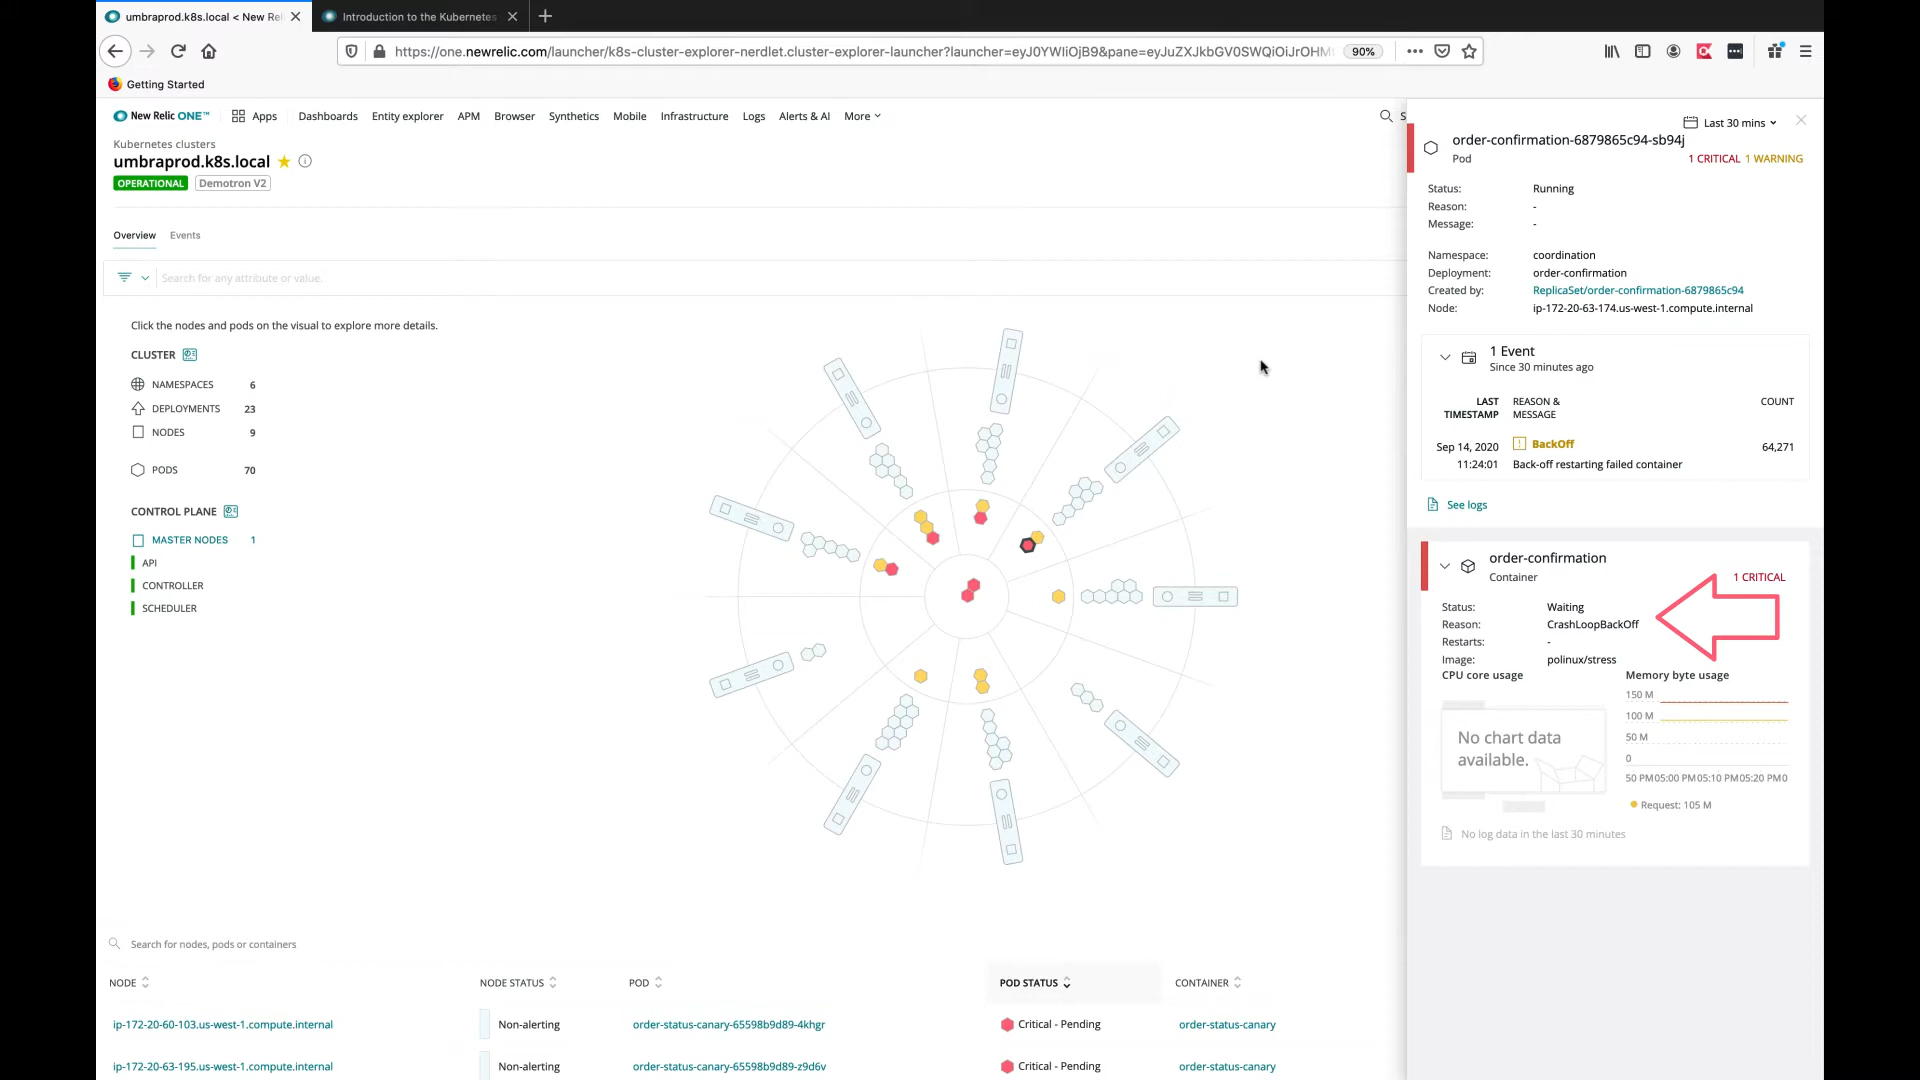 umbraprod.k8s.local < New Rel
Introduction to the Kubernetes
https://one.newrelic.com/launcher/k8s-cluster-explorer-nerdlet.cluster-explorer-launcher?launcher=eyJ0YWIiOjB9&pane=eyJuZXJkbGV0SWQiOiJrOHM
90%
Getting Started
New Relic ONE™
Apps
Dashboards
Entity explorer
APM
Browser
Synthetics
Mobile
Infrastructure
Logs
Alerts & AI
More
S
Kubernetes clusters
umbraprod.k8s.local
OPERATIONAL
Demotron V2
Overview
Events
Search for any attribute or value.
Click the nodes and pods on the visual to explore more details.
CLUSTER
NAMESPACES 6
DEPLOYMENTS 23
NODES 9
PODS 70
CONTROL PLANE
MASTER NODES 1
API
CONTROLLER
SCHEDULER
Search for nodes, pods or containers
NODE NODE STATUS POD POD STATUS CONTAINER
ip-172-20-60-103.us-west-1.compute.internal Non-alerting order-status-canary-65598b9d89-4khgr Critical - Pending order-status-canary
ip-172-20-63-195.us-west-1.compute.internal Non-alerting order-status-canary-65598b9d89-z9d6v Critical - Pending order-status-canary
Last 30 mins
order-confirmation-6879865c94-sb94j
Pod
1 CRITICAL 1 WARNING
Status: Running
Reason: -
Message: -
Namespace: coordination
Deployment: order-confirmation
Created by: ReplicaSet/order-confirmation-6879865c94
Node: ip-172-20-63-174.us-west-1.compute.internal
1 Event
Since 30 minutes ago
LAST TIMESTAMP
REASON & MESSAGE
COUNT
Sep 14, 2020 11:24:01
BackOff
Back-off restarting failed container
64,271
See logs
order-confirmation
Container
1 CRITICAL
Status: Waiting
Reason: CrashLoopBackOff
Restarts: -
Image: polinux/stress
CPU core usage
No chart data
available.
Memory byte usage
150 M
100 M
50 M
0
50 PM05:00 PM05:10 PM05:20 PM0
Request: 105 M
No log data in the last 30 minutes